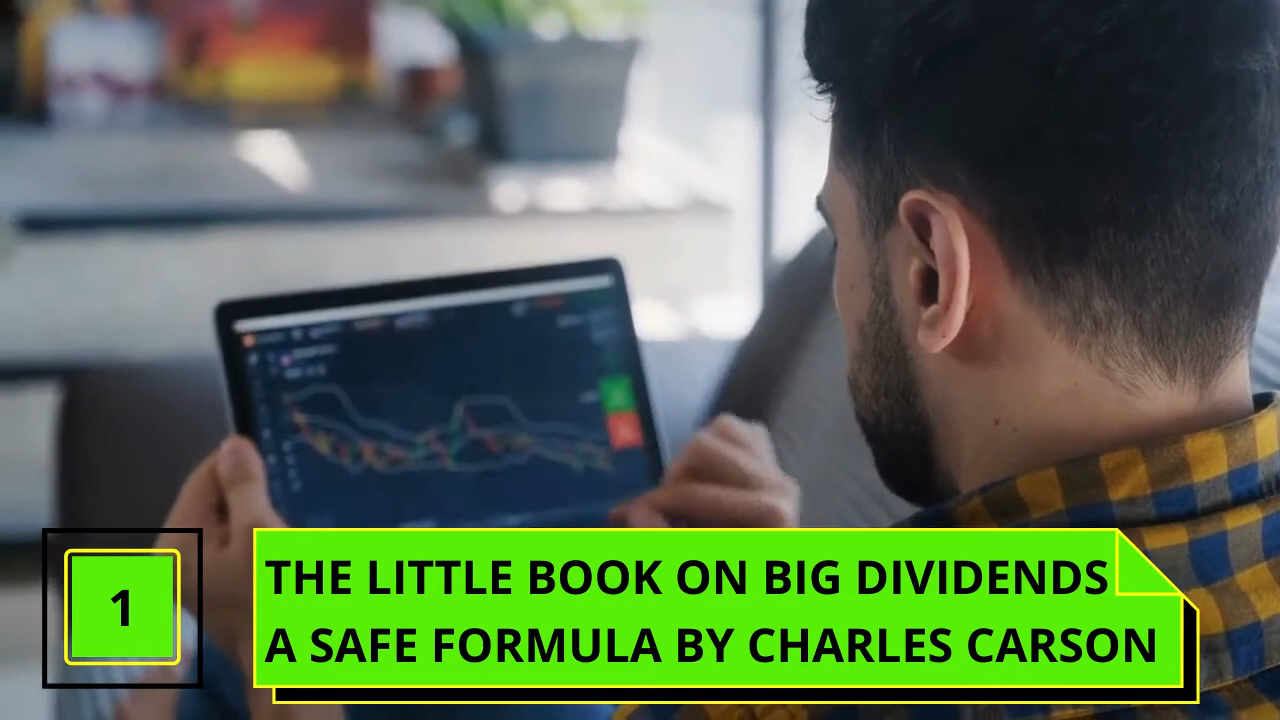 1
THE LITTLE BOOK ON BIG DIVIDENDS
A SAFE FORMULA BY CHARLES CARSON